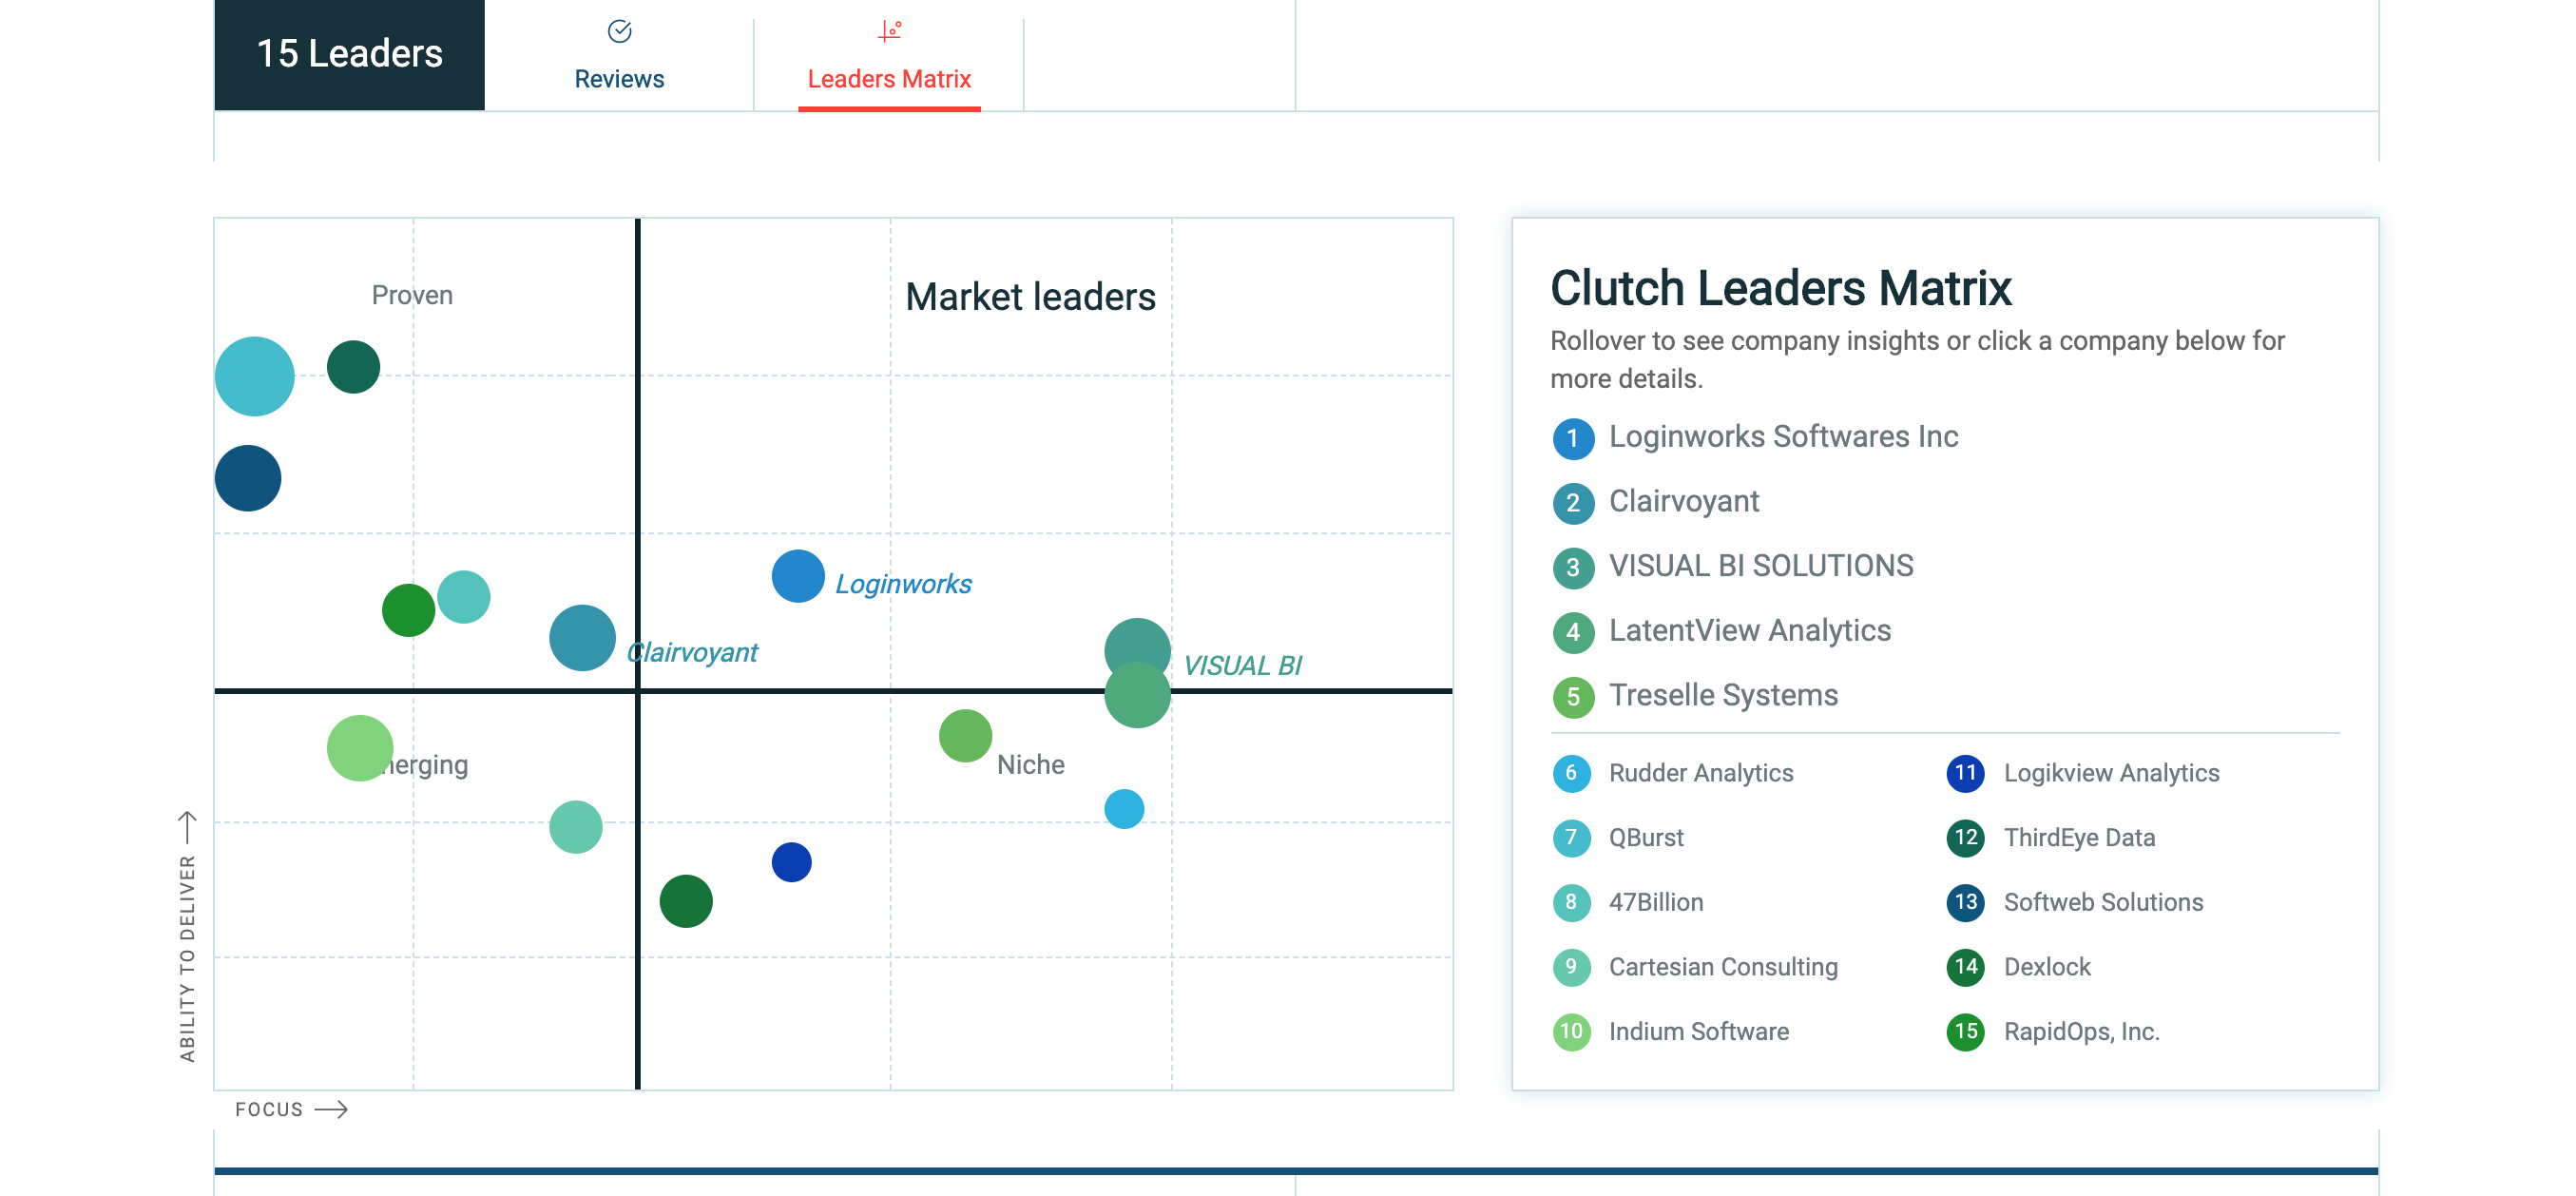 15 Leaders
Reviews
Leaders Matrix
Proven
Market leaders
Loginworks
Clairvoyant
VISUAL BI
erging
Niche
ABILITY TO DELIVER
FOCUS
Clutch Leaders Matrix
Rollover to see company insights or click a company below for
more details.
1 Loginworks Softwares Inc
2 Clairvoyant
3 VISUAL BI SOLUTIONS
4 LatentView Analytics
5 Treselle Systems
6 Rudder Analytics
7 QBurst
8 47Billion
9 Cartesian Consulting
10 Indium Software
11 Logikview Analytics
12 ThirdEye Data
13 Softweb Solutions
14 Dexlock
15 RapidOps, Inc.